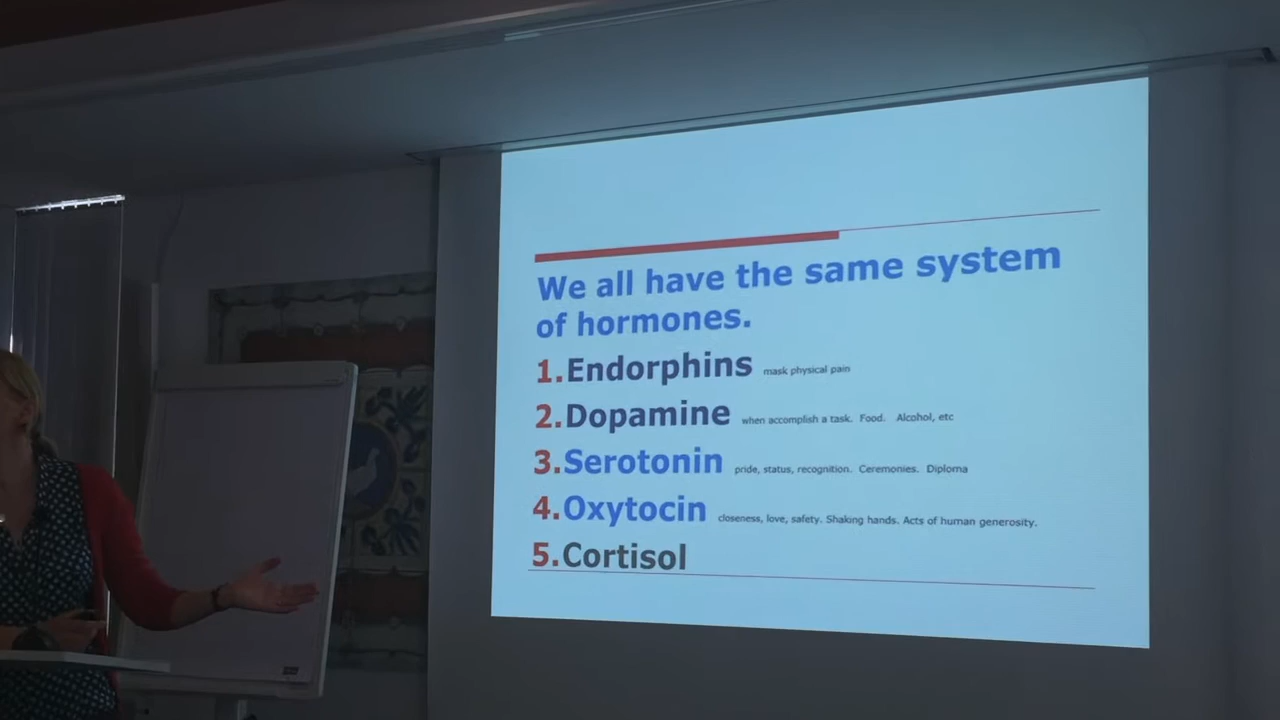 We all have the same system
of hormones.
1.Endorphins mask physical pain
2.Dopamine when accomplish a task. Food. Alcohol, etc
3.Serotonin pride, status, recognition. Ceremonies. Diploma
4.Oxytocin closeness, love, safety. Shaking hands. Acts of human generosity.
5.Cortisol